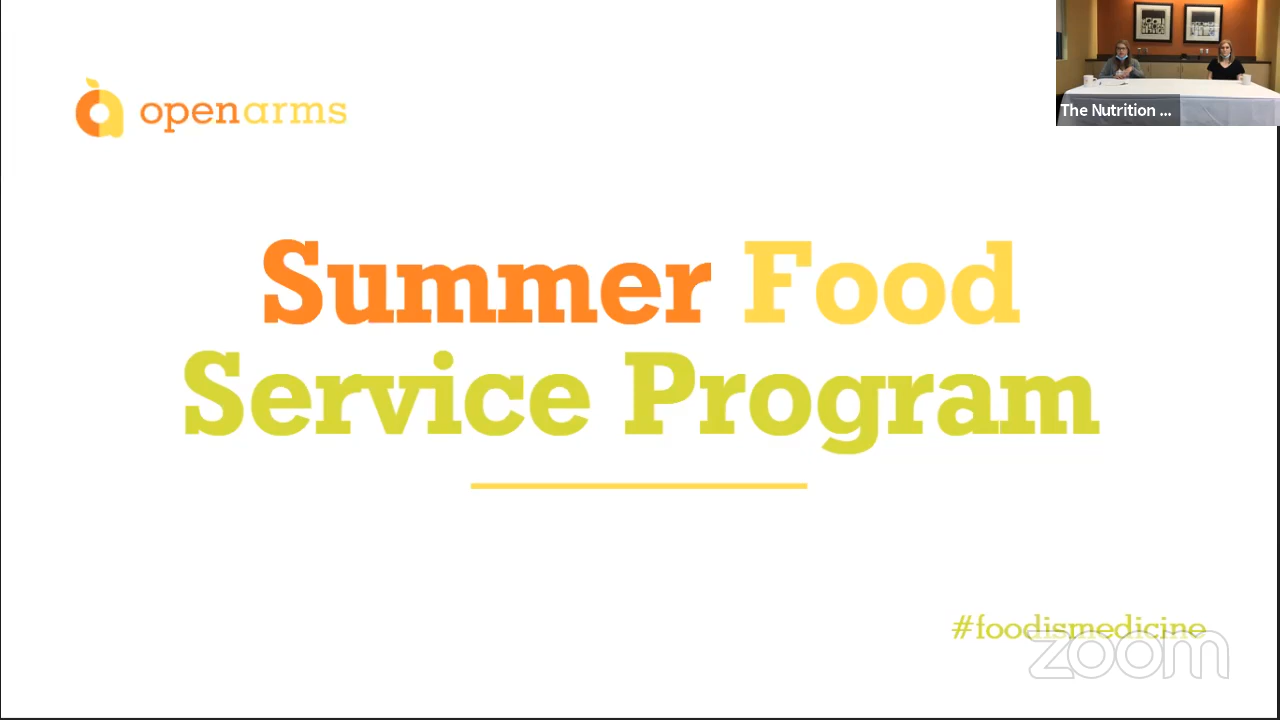 openarms
The Nutrition ...
Summer Food
Service Program
#foodismedicine
zoom